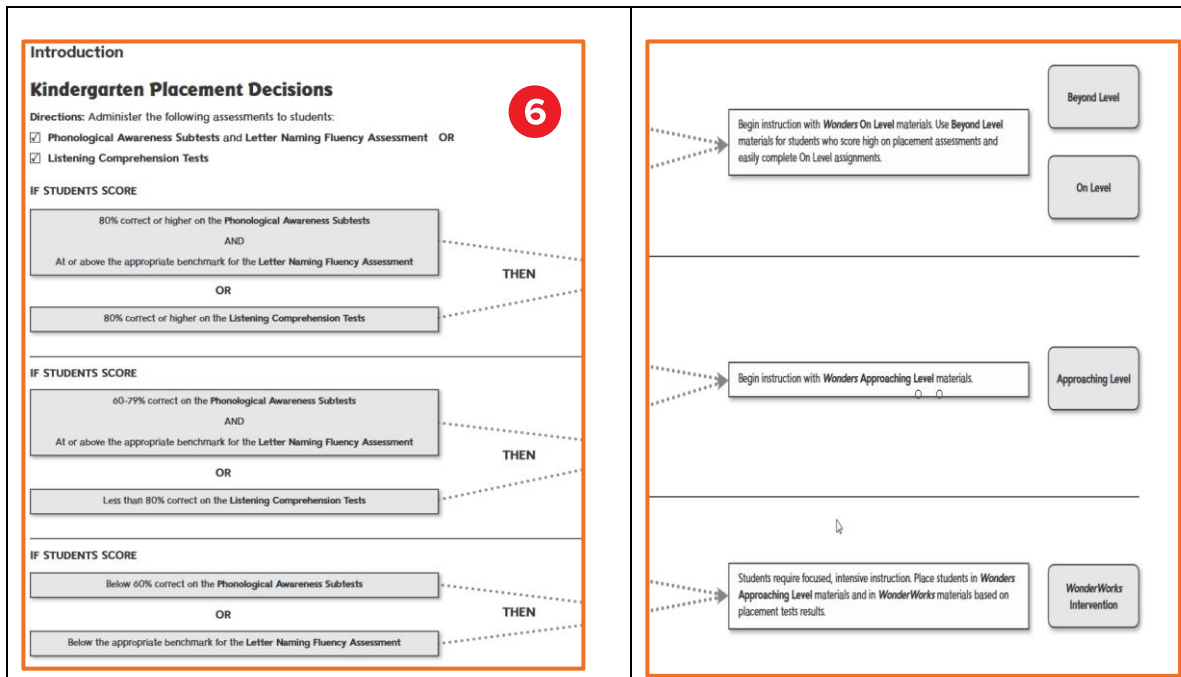 Introduction
Kindergarten Placement Decisions
Directions: Administer the following assessments to students:
☑ Phonological Awareness Subtests and Letter Naming Fluency Assessment OR
☑ Listening Comprehension Tests
6
IF STUDENTS SCORE
80% correct or higher on the Phonological Awareness Subtests
AND
At or above the appropriate benchmark for the Letter Naming Fluency Assessment
OR
80% correct or higher on the Listening Comprehension Tests
THEN
IF STUDENTS SCORE
60-79% correct on the Phonological Awareness Subtests
AND
At or above the appropriate benchmark for the Letter Naming Fluency Assessment
OR
Less than 80% correct on the Listening Comprehension Tests
THEN
IF STUDENTS SCORE
Below 60% correct on the Phonological Awareness Subtests
OR
Below the appropriate benchmark for the Letter Naming Fluency Assessment
THEN
Begin instruction with Wonders On Level materials. Use Beyond Level
materials for students who score high on placement assessments and
easily complete On Level assignments.
Beyond Level
On Level
Begin instruction with Wonders Approaching Level materials.
Approaching Level
Students require focused, intensive instruction. Place students in Wonders
Approaching Level materials and in WonderWorks materials based on
placement tests results.
WonderWorks
Intervention